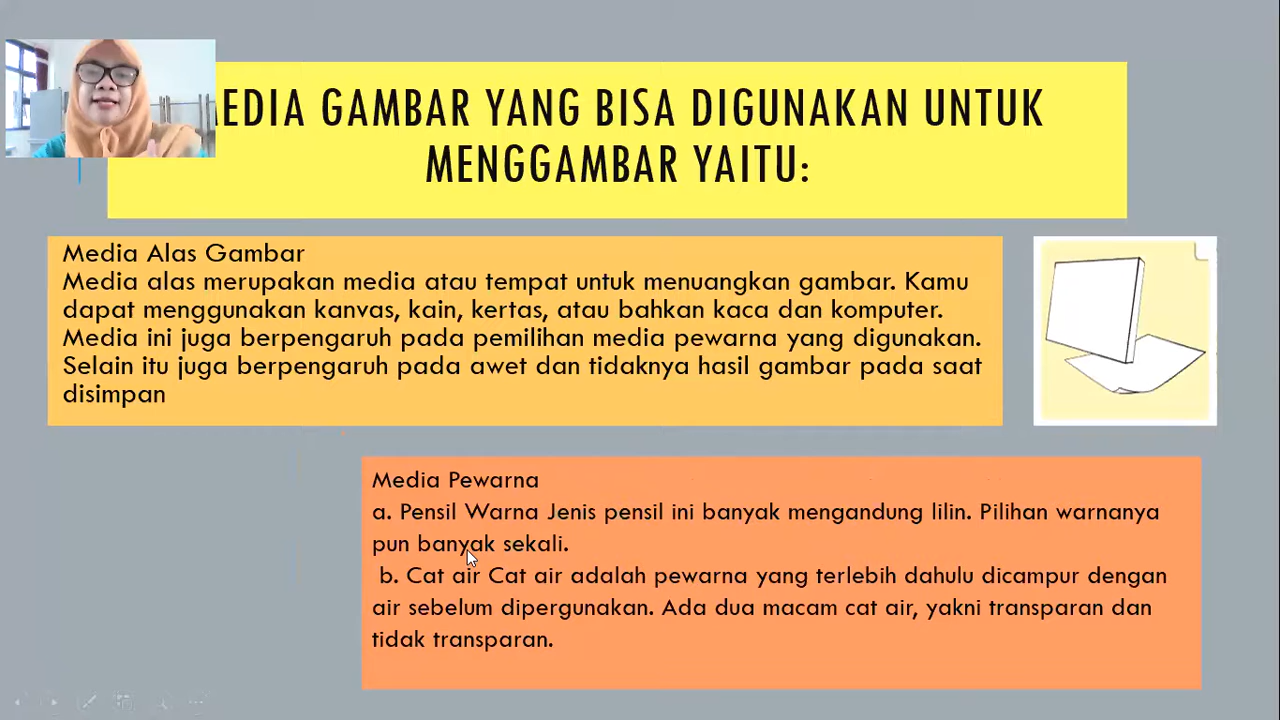 EDIA GAMBAR YANG BISA DIGUNAKAN UNTUK
MENGGAMBAR YAITU:
Media Alas Gambar
Media alas merupakan media atau tempat untuk menuangkan gambar. Kamu
dapat menggunakan kanvas, kain, kertas, atau bahkan kaca dan komputer.
Media ini juga berpengaruh pada pemilihan media pewarna yang digunakan.
Selain itu juga berpengaruh pada awet dan tidaknya hasil gambar pada saat
disimpan
Media Pewarna
a. Pensil Warna Jenis pensil ini banyak mengandung lilin. Pilihan warnanya
pun banyak sekali.
b. Cat air Cat air adalah pewarna yang terlebih dahulu dicampur dengan
air sebelum dipergunakan. Ada dua macam cat air, yakni transparan dan
tidak transparan.